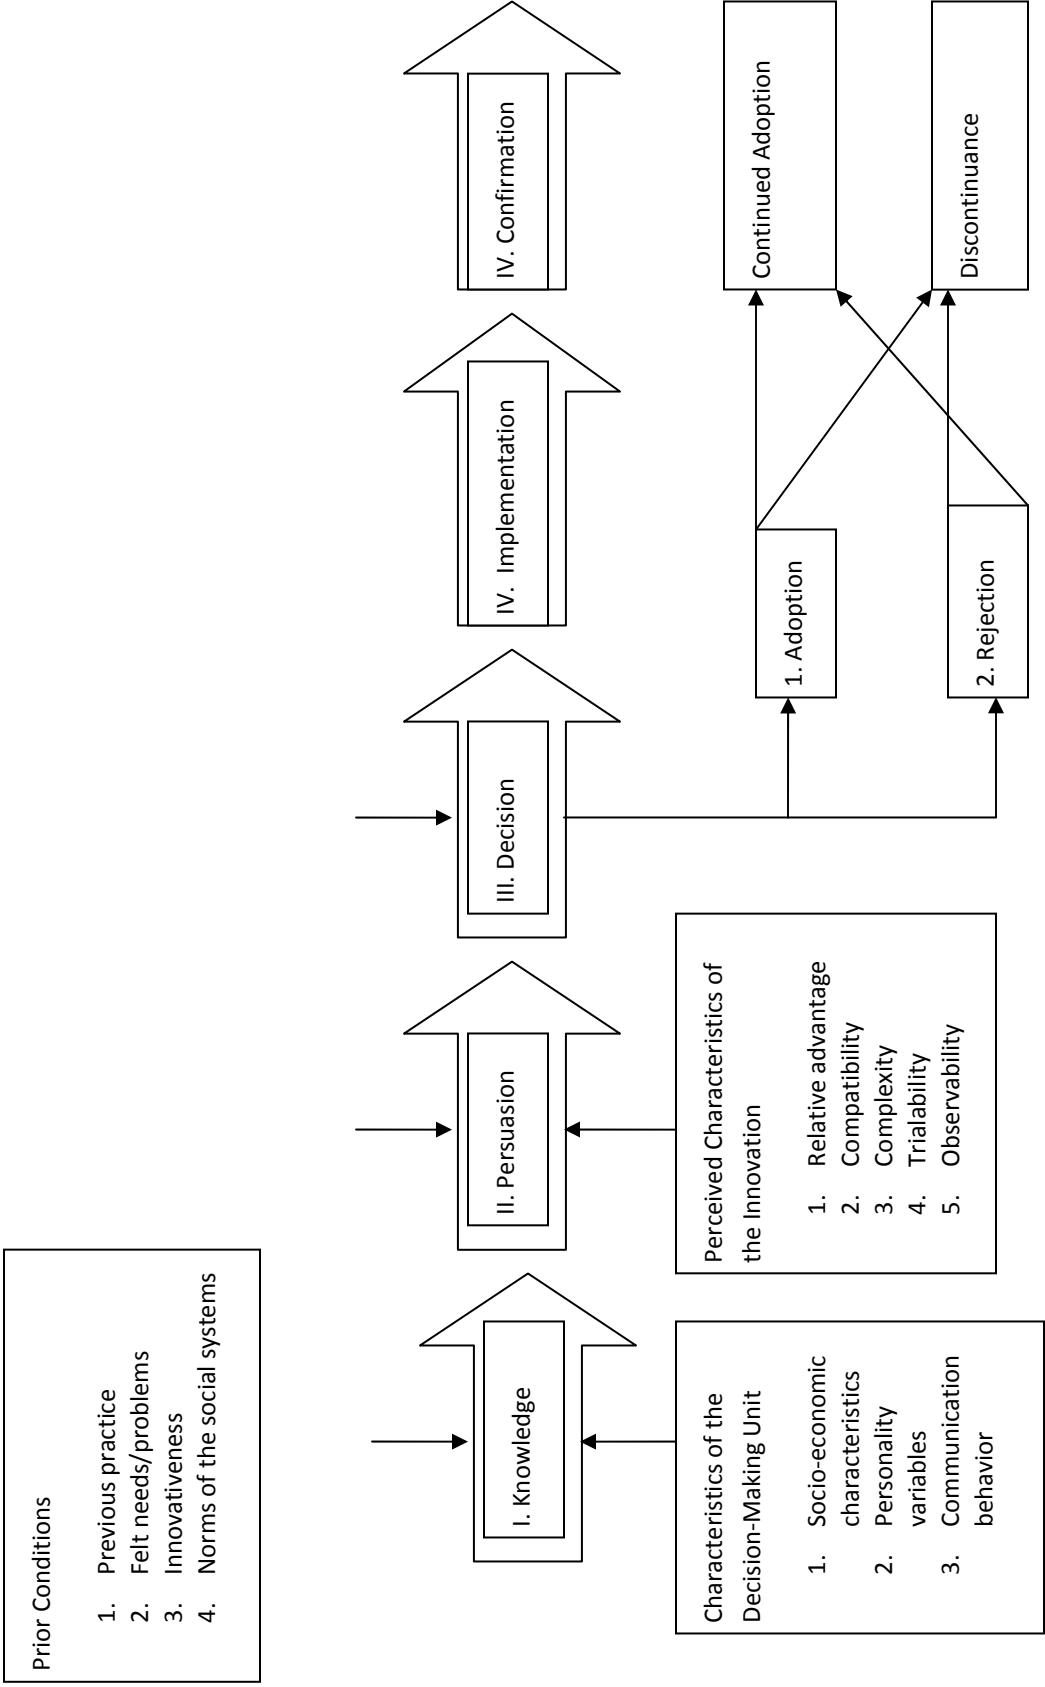 Prior Conditions
1. Previous practice
2. Felt needs/problems
3. Innovativeness
4. Norms of the social systems
I. Knowledge
II. Persuasion
III. Decision
IV. Implementation
IV. Confirmation
Characteristics of the
Decision-Making Unit
1. Socio-economic
characteristics
2. Personality
variables
3. Communication
behavior
Perceived Characteristics of
the Innovation
1. Relative advantage
2. Compatibility
3. Complexity
4. Trialability
5. Observability
1. Adoption
2. Rejection
Continued Adoption
Discontinuance